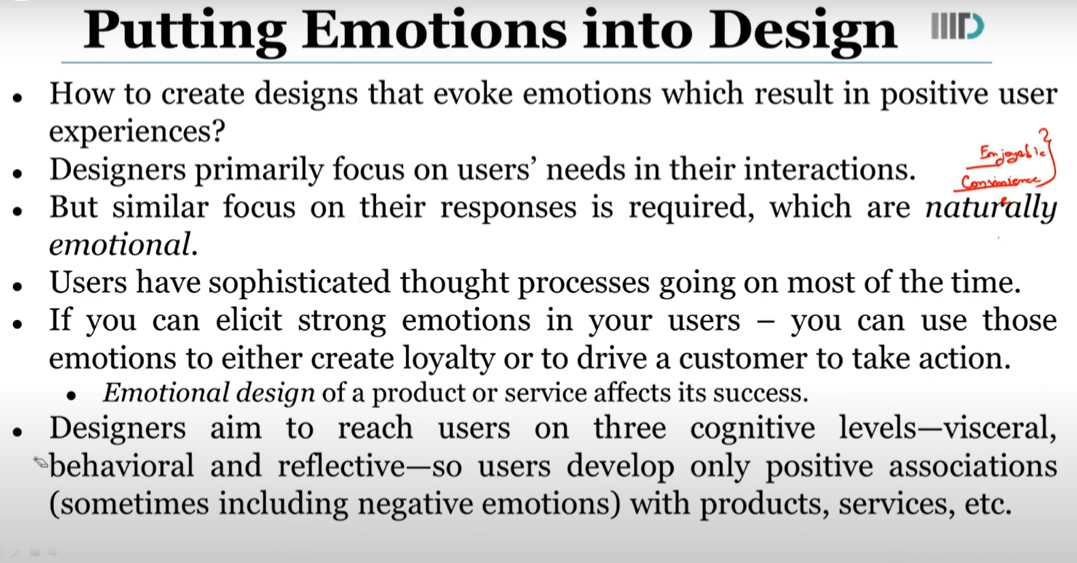 Putting Emotions into Design IIITD
• How to create designs that evoke emotions which result in positive user
experiences?
• Designers primarily focus on users’ needs in their interactions.
Enjoyable?
Convinience
• But similar focus on their responses is required, which are naturally
emotional.
• Users have sophisticated thought processes going on most of the time.
• If you can elicit strong emotions in your users – you can use those
emotions to either create loyalty or to drive a customer to take action.
• Emotional design of a product or service affects its success.
• Designers aim to reach users on three cognitive levels—visceral,
behavioral and reflective—so users develop only positive associations
(sometimes including negative emotions) with products, services, etc.